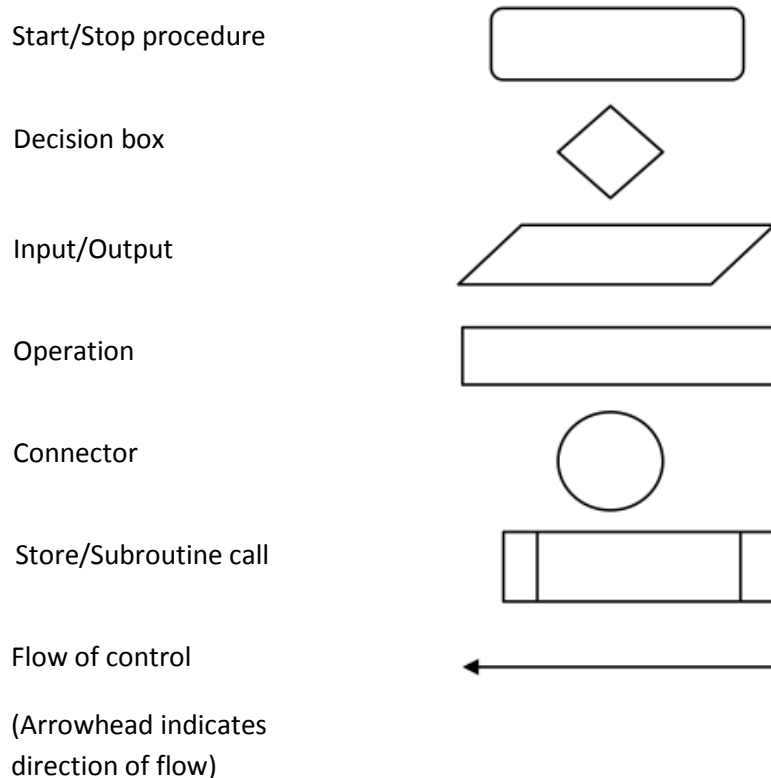 Start/Stop procedure
Decision box
Input/Output
Operation
Connector
Store/Subroutine call
Flow of control
(Arrowhead indicates
direction of flow)